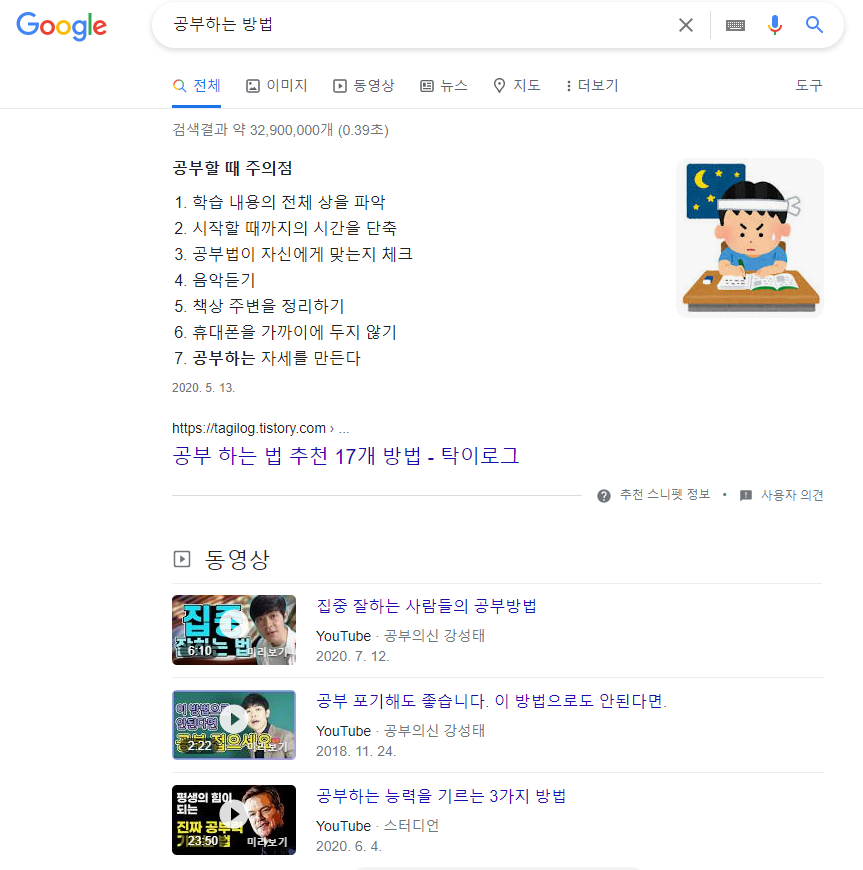 Google
공부하는 방법
전체 이미지 동영상 뉴스 지도 더보기 도구
검색결과 약 32,900,000개 (0.39초)
공부할 때 주의점
1. 학습 내용의 전체 상을 파악
2. 시작할 때까지의 시간을 단축
3. 공부법이 자신에게 맞는지 체크
4. 음악듣기
5. 책상 주변을 정리하기
6. 휴대폰을 가까이에 두지 않기
7. 공부하는 자세를 만든다
2020. 5. 13.
https://tagilog.tistory.com › ...
공부 하는 법 추천 17개 방법 - 탁이로그
추천 스니펫 정보 • 사용자 의견
동영상
집중
잘하는 법
6:10 미리보기
집중 잘하는 사람들의 공부방법
YouTube · 공부의신 강성태
2020. 7. 12.
이 방법으로
안된다면
공부 접으세요
2:22 미리보기
공부 포기해도 좋습니다. 이 방법으로도 안된다면.
YouTube · 공부의신 강성태
2018. 11. 24.
평생의 힘이
되는
진짜 공부력
23:50 미리보기
공부하는 능력을 기르는 3가지 방법
YouTube · 스터디언
2020. 6. 4.